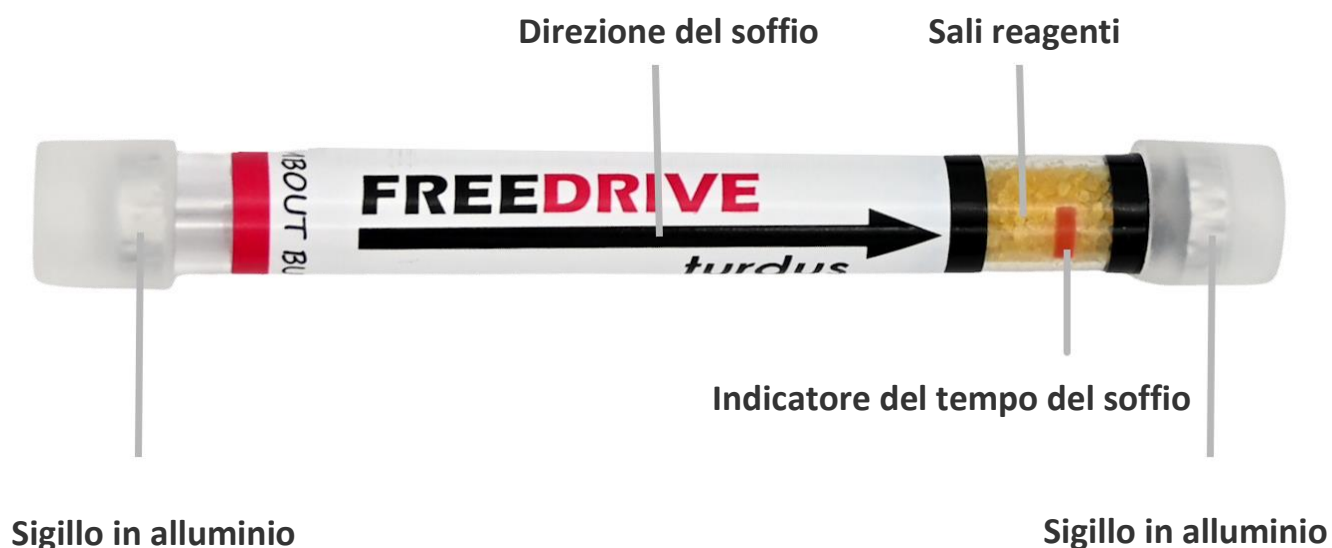 Direzione del soffio
Sali reagenti
FREEDRIVE
turdus
Indicatore del tempo del soffio
Sigillo in alluminio
Sigillo in alluminio